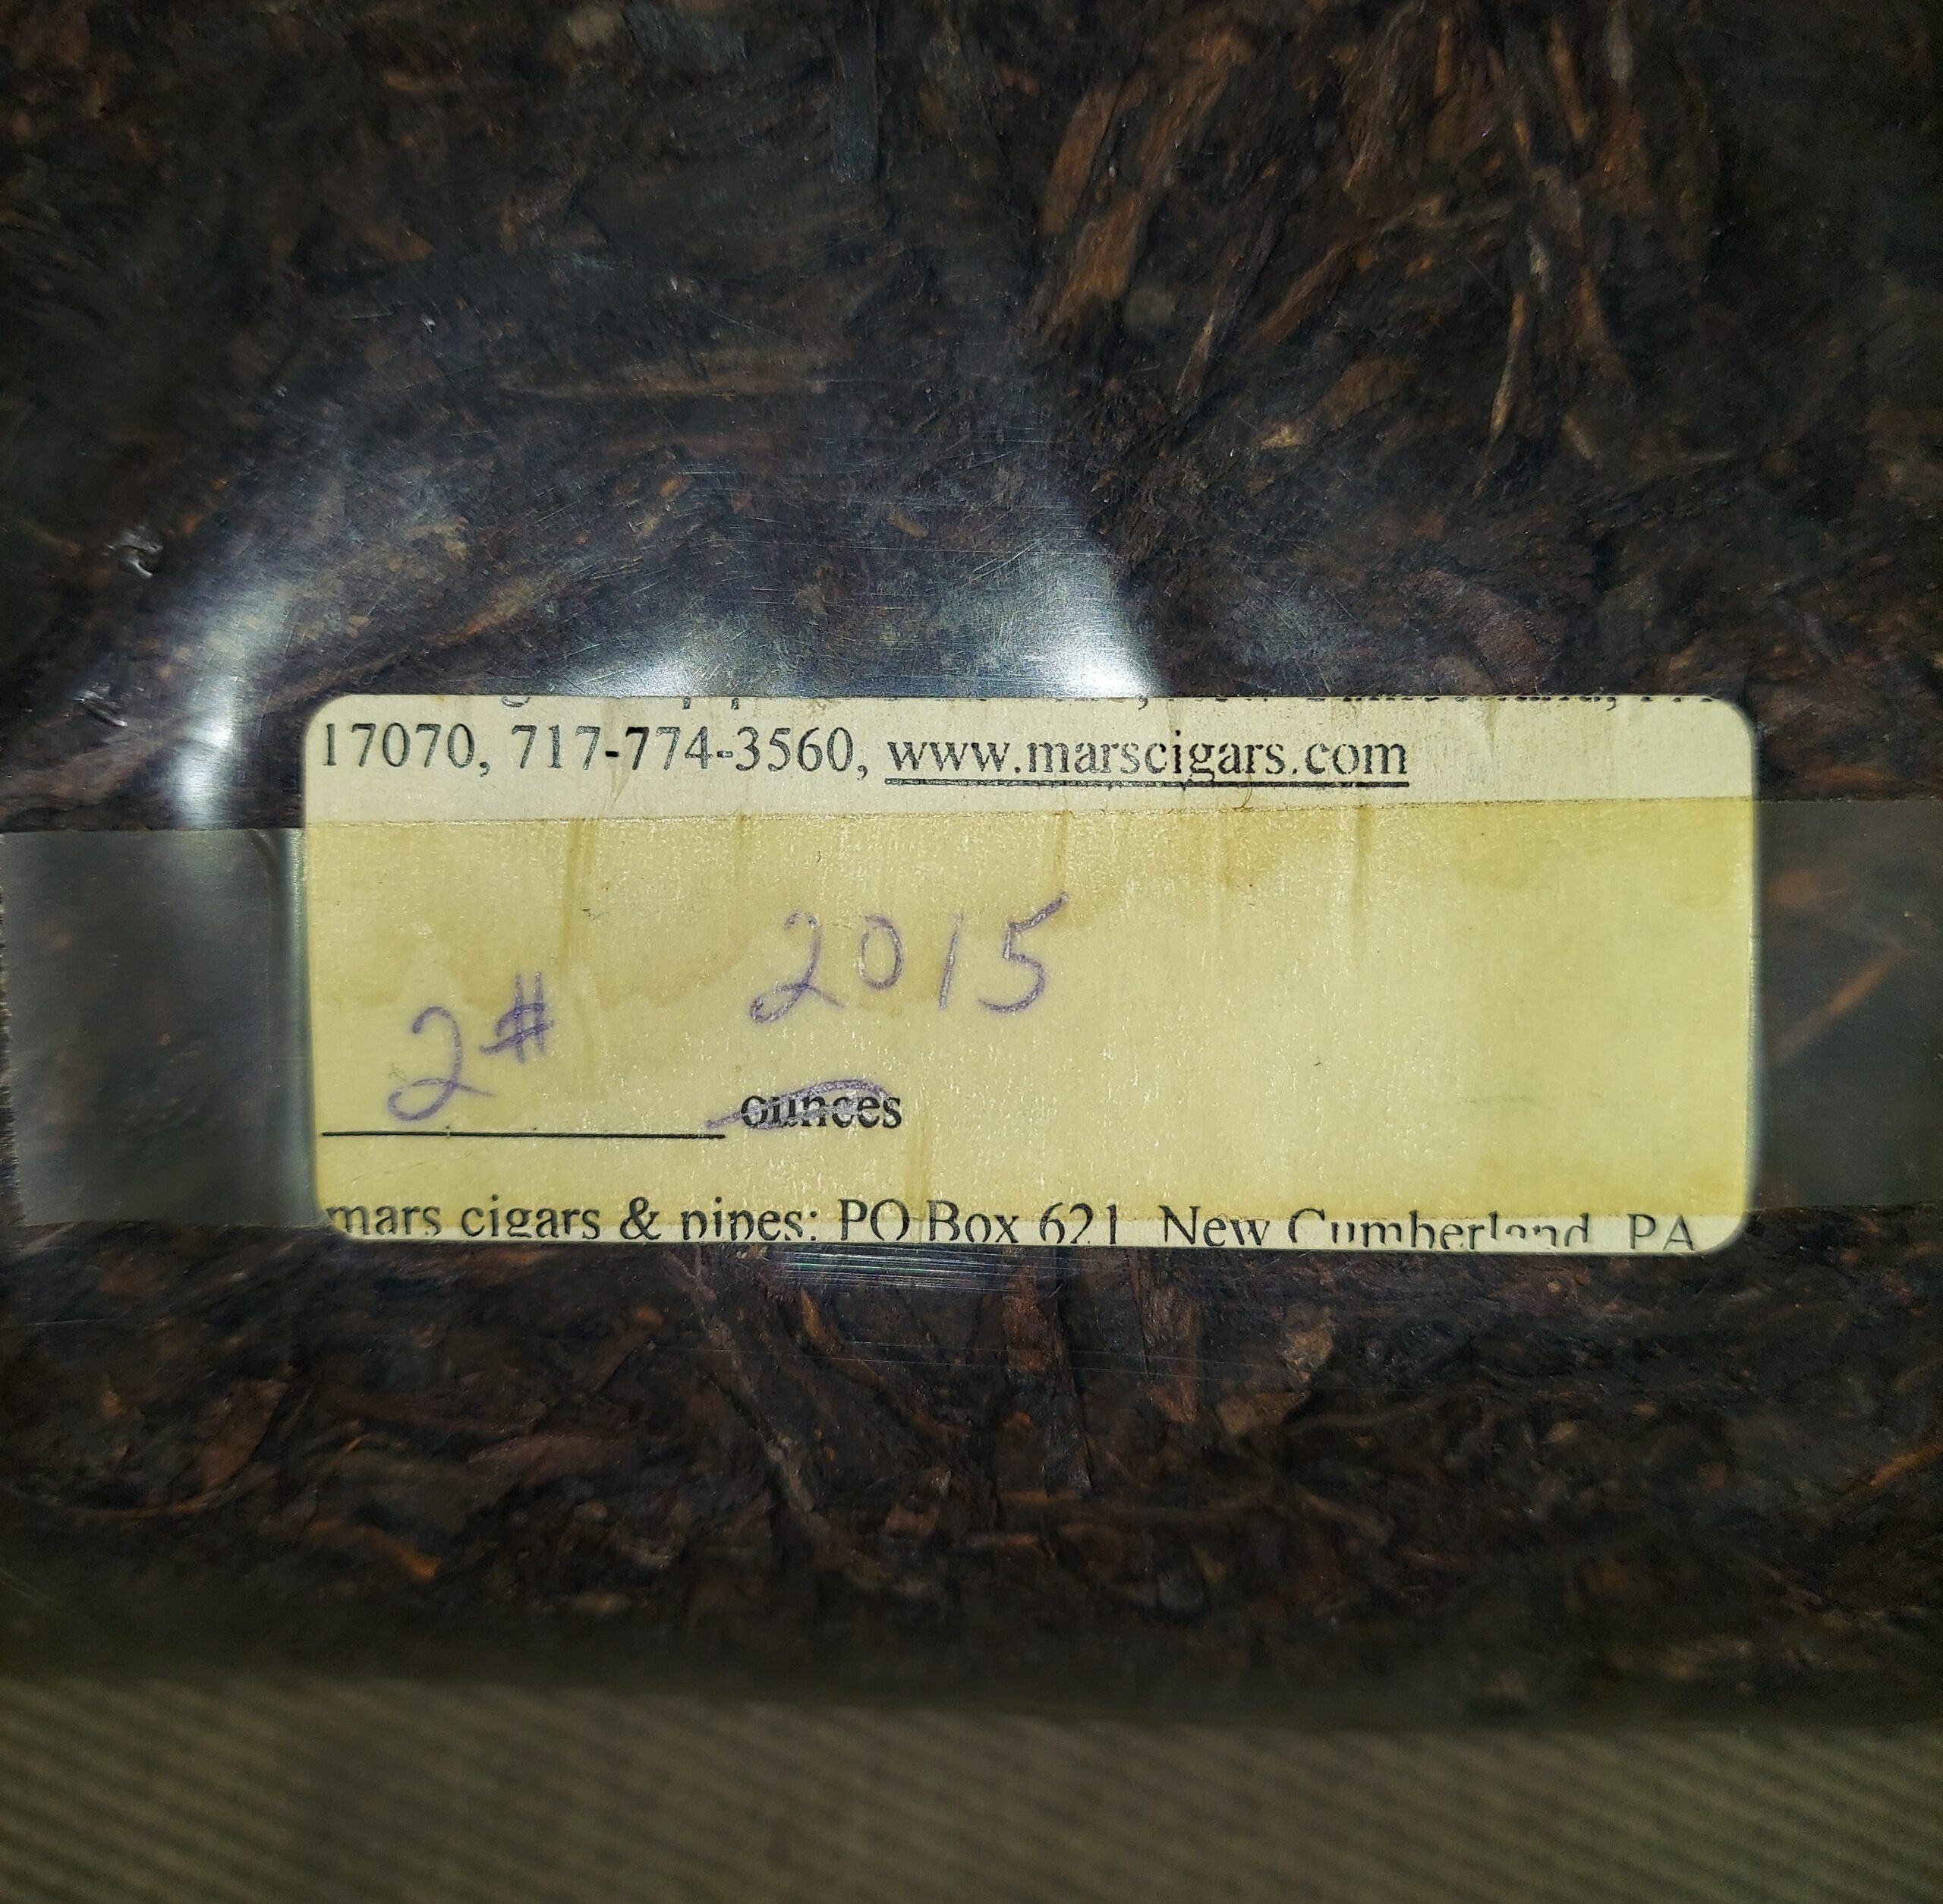 17070, 717-774-3560, www.marscigars.com
2015
2#
ounces
mars cigars & pipes: PO Box 621, New Cumberland, PA